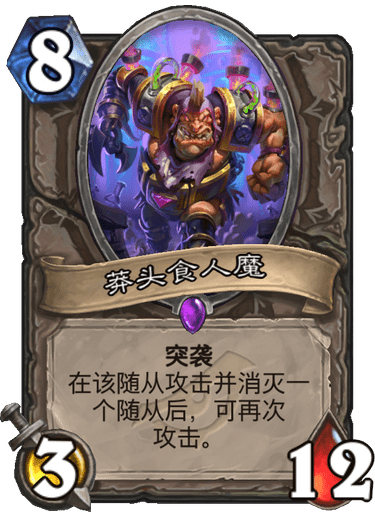 8
莽头食人魔
突袭
在该随从攻击并消灭一
个随从后，可再次
攻击。
3
12